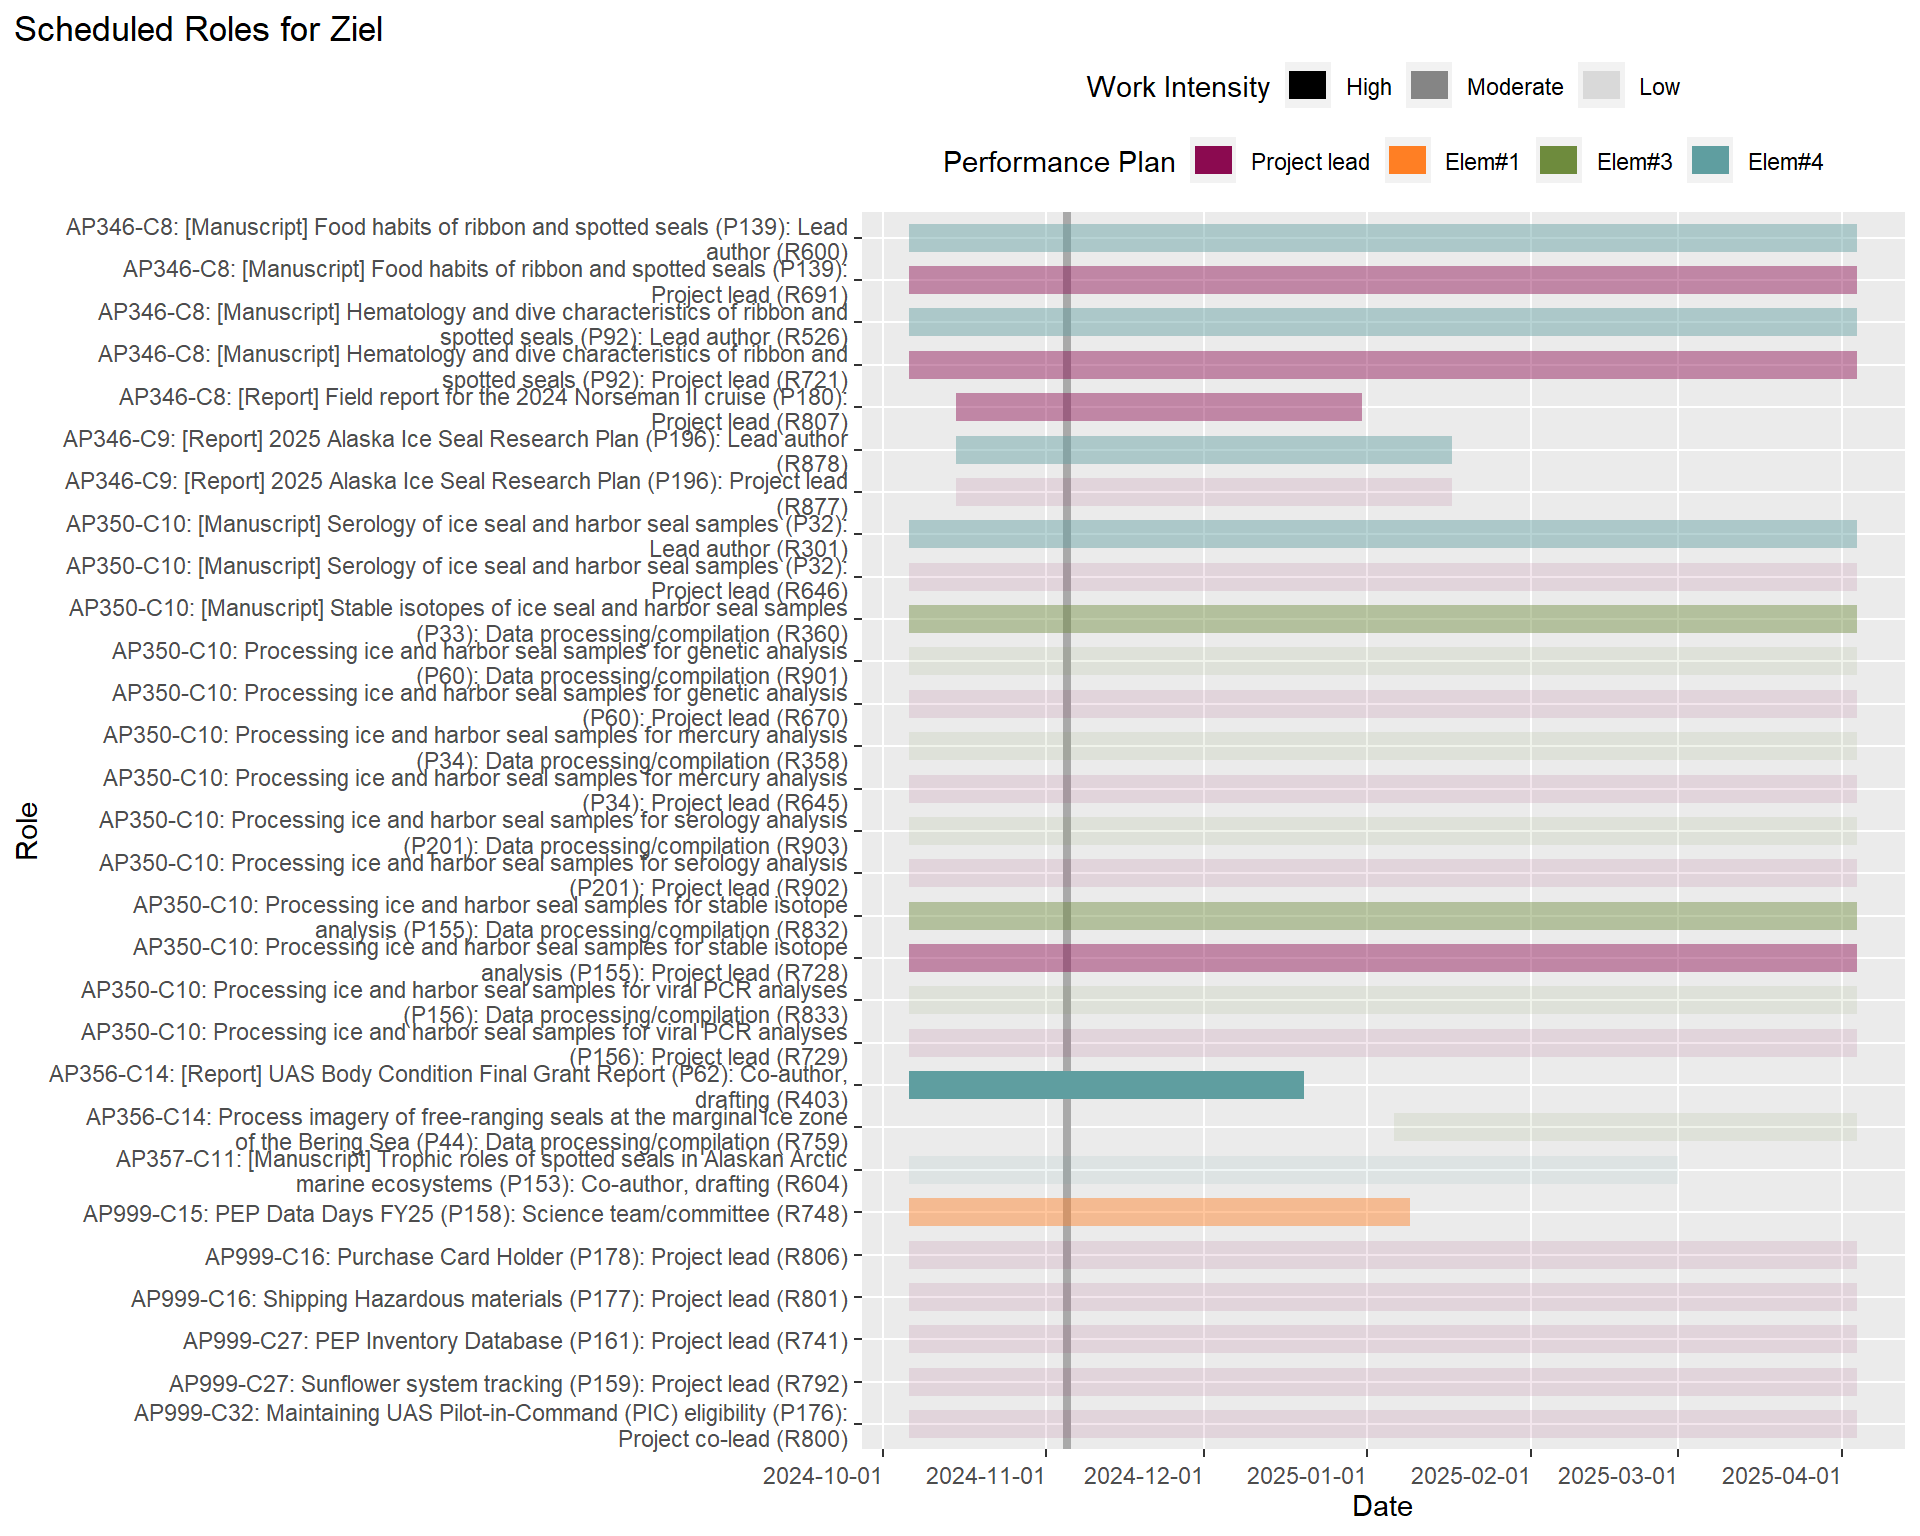 Scheduled Roles for Ziel
Work Intensity High Moderate Low
Performance Plan Project lead Elem#1 Elem#3 Elem#4
AP346-C8: [Manuscript] Food habits of ribbon and spotted seals (P139): Lead
author (R600)
AP346-C8: [Manuscript] Food habits of ribbon and spotted seals (P139):
Project lead (R691)
AP346-C8: [Manuscript] Hematology and dive characteristics of ribbon and
spotted seals (P92): Lead author (R526)
AP346-C8: [Manuscript] Hematology and dive characteristics of ribbon and
spotted seals (P92): Project lead (R721)
AP346-C8: [Report] Field report for the 2024 Norseman II cruise (P180):
Project lead (R807)
AP346-C9: [Report] 2025 Alaska Ice Seal Research Plan (P196): Lead author
(R878)
AP346-C9: [Report] 2025 Alaska Ice Seal Research Plan (P196): Project lead
(R877)
AP350-C10: [Manuscript] Serology of ice seal and harbor seal samples (P32):
Lead author (R301)
AP350-C10: [Manuscript] Serology of ice seal and harbor seal samples (P32):
Project lead (R646)
AP350-C10: [Manuscript] Stable isotopes of ice seal and harbor seal samples
(P33): Data processing/compilation (R360)
AP350-C10: Processing ice and harbor seal samples for genetic analysis
(P60): Data processing/compilation (R901)
AP350-C10: Processing ice and harbor seal samples for genetic analysis
(P60): Project lead (R670)
AP350-C10: Processing ice and harbor seal samples for mercury analysis
(P34): Data processing/compilation (R358)
AP350-C10: Processing ice and harbor seal samples for mercury analysis
(P34): Project lead (R645)
AP350-C10: Processing ice and harbor seal samples for serology analysis
(P201): Data processing/compilation (R903)
AP350-C10: Processing ice and harbor seal samples for serology analysis
(P201): Project lead (R902)
AP350-C10: Processing ice and harbor seal samples for stable isotope
analysis (P155): Data processing/compilation (R832)
AP350-C10: Processing ice and harbor seal samples for stable isotope
analysis (P155): Project lead (R728)
AP350-C10: Processing ice and harbor seal samples for viral PCR analyses
(P156): Data processing/compilation (R833)
AP350-C10: Processing ice and harbor seal samples for viral PCR analyses
(P156): Project lead (R729)
AP356-C14: [Report] UAS Body Condition Final Grant Report (P62): Co-author,
drafting (R403)
AP356-C14: Process imagery of free-ranging seals at the marginal ice zone
of the Bering Sea (P44): Data processing/compilation (R759)
AP357-C11: [Manuscript] Trophic roles of spotted seals in Alaskan Arctic
marine ecosystems (P153): Co-author, drafting (R604)
AP999-C15: PEP Data Days FY25 (P158): Science team/committee (R748)
AP999-C16: Purchase Card Holder (P178): Project lead (R806)
AP999-C16: Shipping Hazardous materials (P177): Project lead (R801)
AP999-C27: PEP Inventory Database (P161): Project lead (R741)
AP999-C27: Sunflower system tracking (P159): Project lead (R792)
AP999-C32: Maintaining UAS Pilot-in-Command (PIC) eligibility (P176):
Project co-lead (R800)
Role
2024-10-01 2024-11-01 2024-12-01 2025-01-01 2025-02-01 2025-03-01 2025-04-01
Date